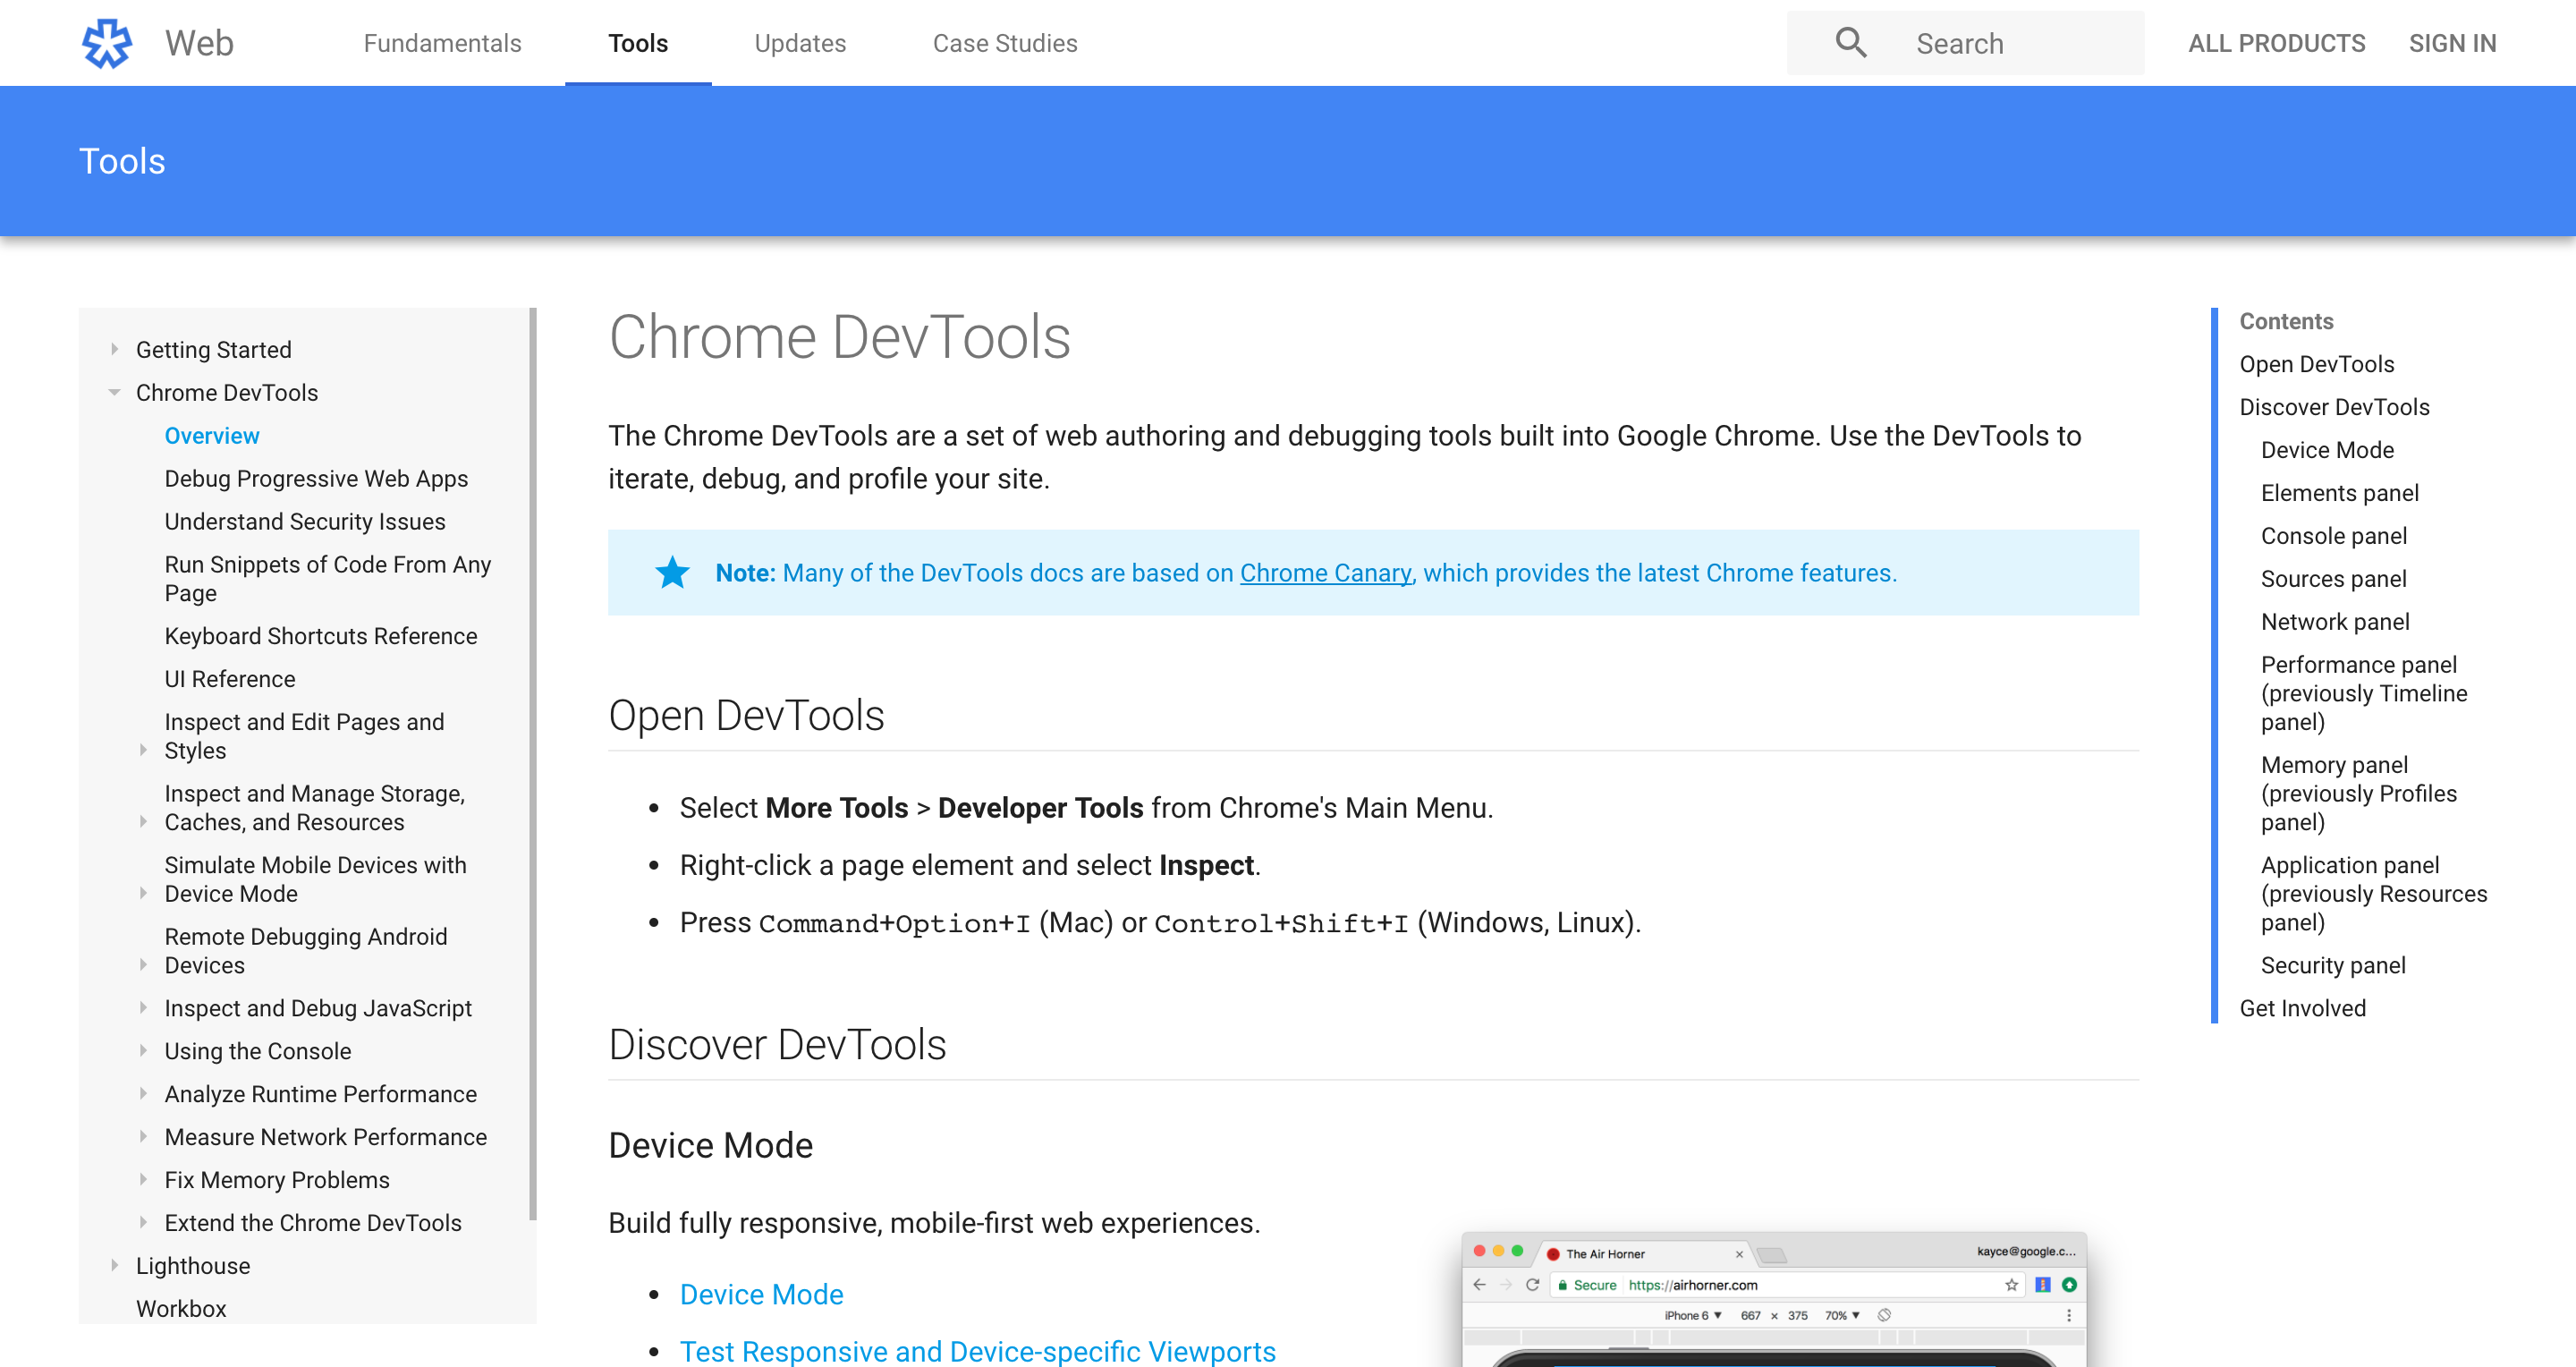 Web
Fundamentals
Tools
Updates
Case Studies
Search
ALL PRODUCTS
SIGN IN
Tools
Getting Started
Chrome DevTools
Overview
Debug Progressive Web Apps
Understand Security Issues
Run Snippets of Code From Any
Page
Keyboard Shortcuts Reference
UI Reference
Inspect and Edit Pages and
Styles
Inspect and Manage Storage,
Caches, and Resources
Simulate Mobile Devices with
Device Mode
Remote Debugging Android
Devices
Inspect and Debug JavaScript
Using the Console
Analyze Runtime Performance
Measure Network Performance
Fix Memory Problems
Extend the Chrome DevTools
Lighthouse
Workbox
Chrome DevTools
The Chrome DevTools are a set of web authoring and debugging tools built into Google Chrome. Use the DevTools to
iterate, debug, and profile your site.
Note: Many of the DevTools docs are based on Chrome Canary, which provides the latest Chrome features.
Open DevTools
• Select More Tools > Developer Tools from Chrome's Main Menu.
• Right-click a page element and select Inspect.
• Press Command+Option+I (Mac) or Control+Shift+I (Windows, Linux).
Discover DevTools
Device Mode
Build fully responsive, mobile-first web experiences.
• Device Mode
• Test Responsive and Device-specific Viewports
The Air Horner
kayce@google.c...
Secure https://airhorner.com
iPhone 6 ▼ 667 × 375 70% ▼
Contents
Open DevTools
Discover DevTools
Device Mode
Elements panel
Console panel
Sources panel
Network panel
Performance panel
(previously Timeline
panel)
Memory panel
(previously Profiles
panel)
Application panel
(previously Resources
panel)
Security panel
Get Involved